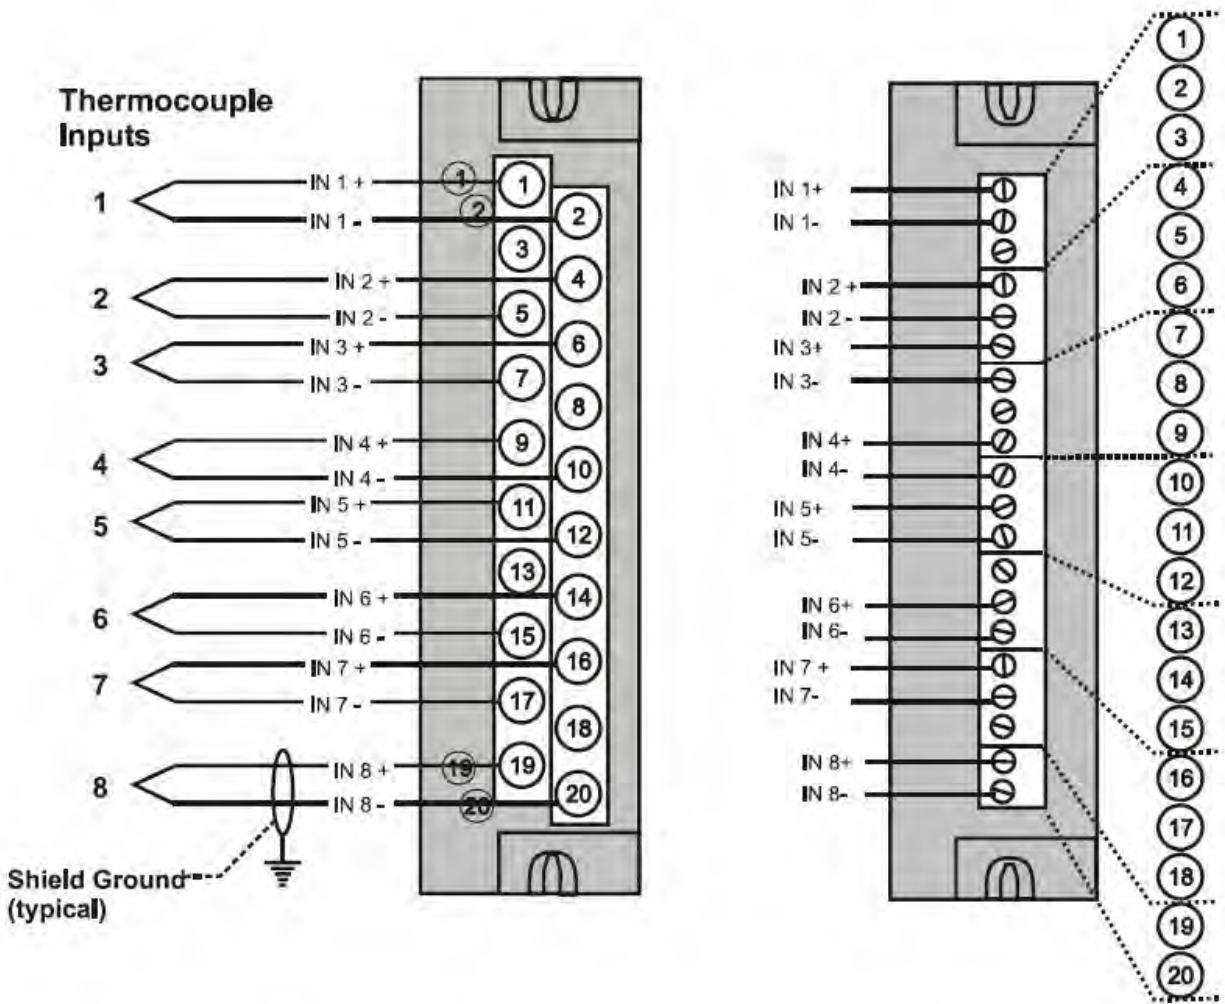 Thermocouple
Inputs
1
IN 1 +
1
1
IN 1 -
2
2
3
2
IN 2 +
4
IN 2 -
5
3
IN 3 +
6
IN 3 -
7
8
4
IN 4 +
9
IN 4 -
10
5
IN 5 +
11
IN 5 -
12
13
6
IN 6 +
14
IN 6 -
15
7
IN 7 +
16
IN 7 -
17
18
8
IN 8 +
19
19
IN 8 -
20
20
Shield Ground
(typical)
IN 1+
IN 1-
IN 2 +
IN 2 -
IN 3+
IN 3-
IN 4+
IN 4-
IN 5+
IN 5-
IN 6+
IN 6-
IN 7 +
IN 7-
IN 8+
IN 8-
1
2
3
4
5
6
7
8
9
10
11
12
13
14
15
16
17
18
19
20